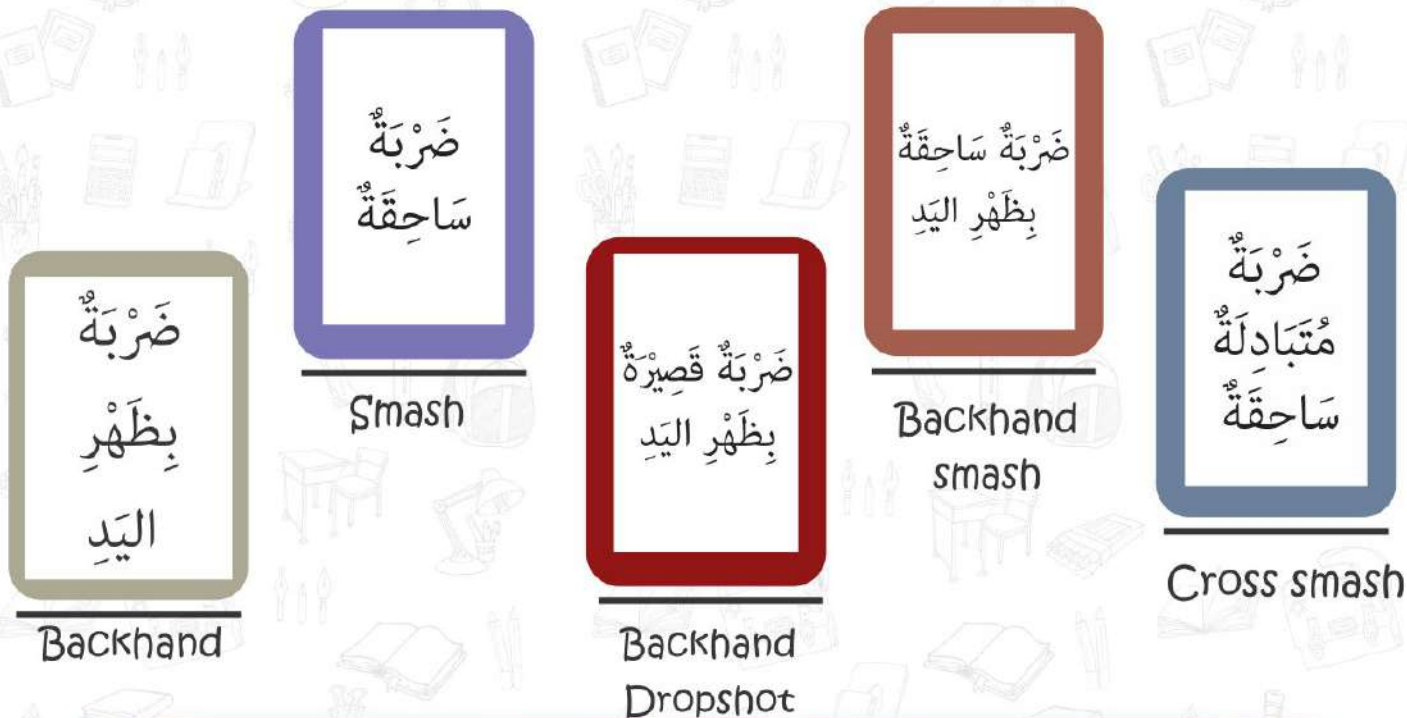 ضَرْبَةٌ
بِظَهْرِ
اليَدِ
Backhand
ضَرْبَةٌ
سَاحِقَةٌ
Smash
ضَرْبَةٌ قَصِيْرَةٌ
بِظَهْرِ اليَدِ
Backhand
Dropshot
ضَرْبَةٌ سَاحِقَةٌ
بِظَهْرِ اليَدِ
Backhand
smash
ضَرْبَةٌ
مُتَبَادِلَةٌ
سَاحِقَةٌ
Cross smash